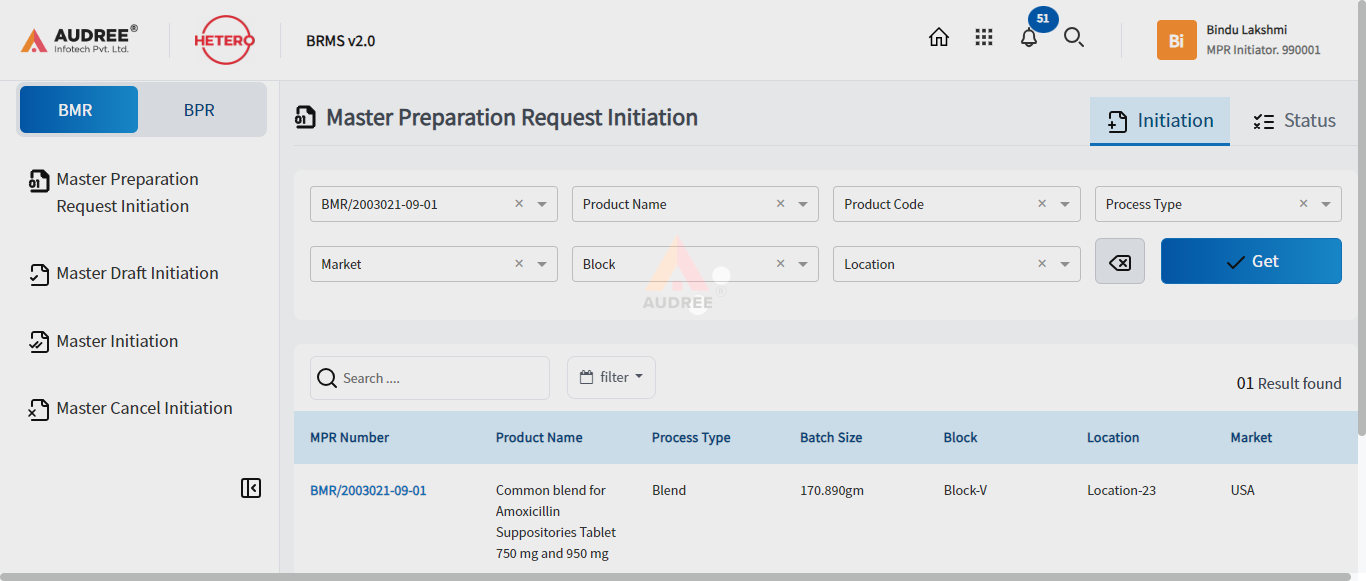 AUDREE®
Infotech Pvt. Ltd.
HETERO
BRMS v2.0
51
Bi
Bindu Lakshmi
MPR Initiator. 990001
BMR
BPR
Master Preparation
Request Initiation
Master Draft Initiation
Master Initiation
Master Cancel Initiation
01
Master Preparation Request Initiation
Initiation
Status
BMR/2003021-09-01
Product Name
Product Code
Process Type
Market
Block
Location
Get
AUDREE®
Search ....
filter
01 Result found
MPR Number Product Name Process Type Batch Size Block Location Market
BMR/2003021-09-01 Common blend for Blend 170.890gm Block-V Location-23 USA
Amoxicillin
Suppositories Tablet
750 mg and 950 mg